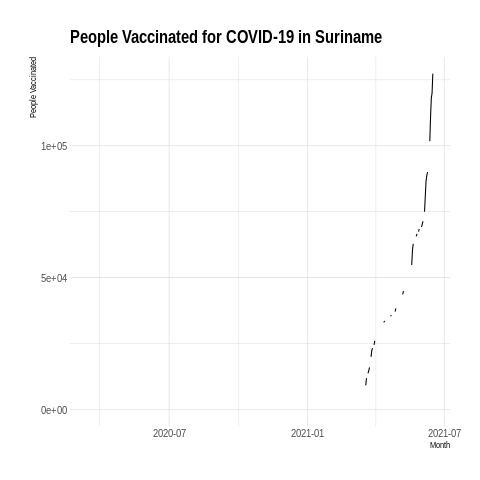 People Vaccinated for COVID-19 in Suriname
People Vaccinated
1e+05
5e+04
0e+00
2020-07
2021-01
2021-07
Month